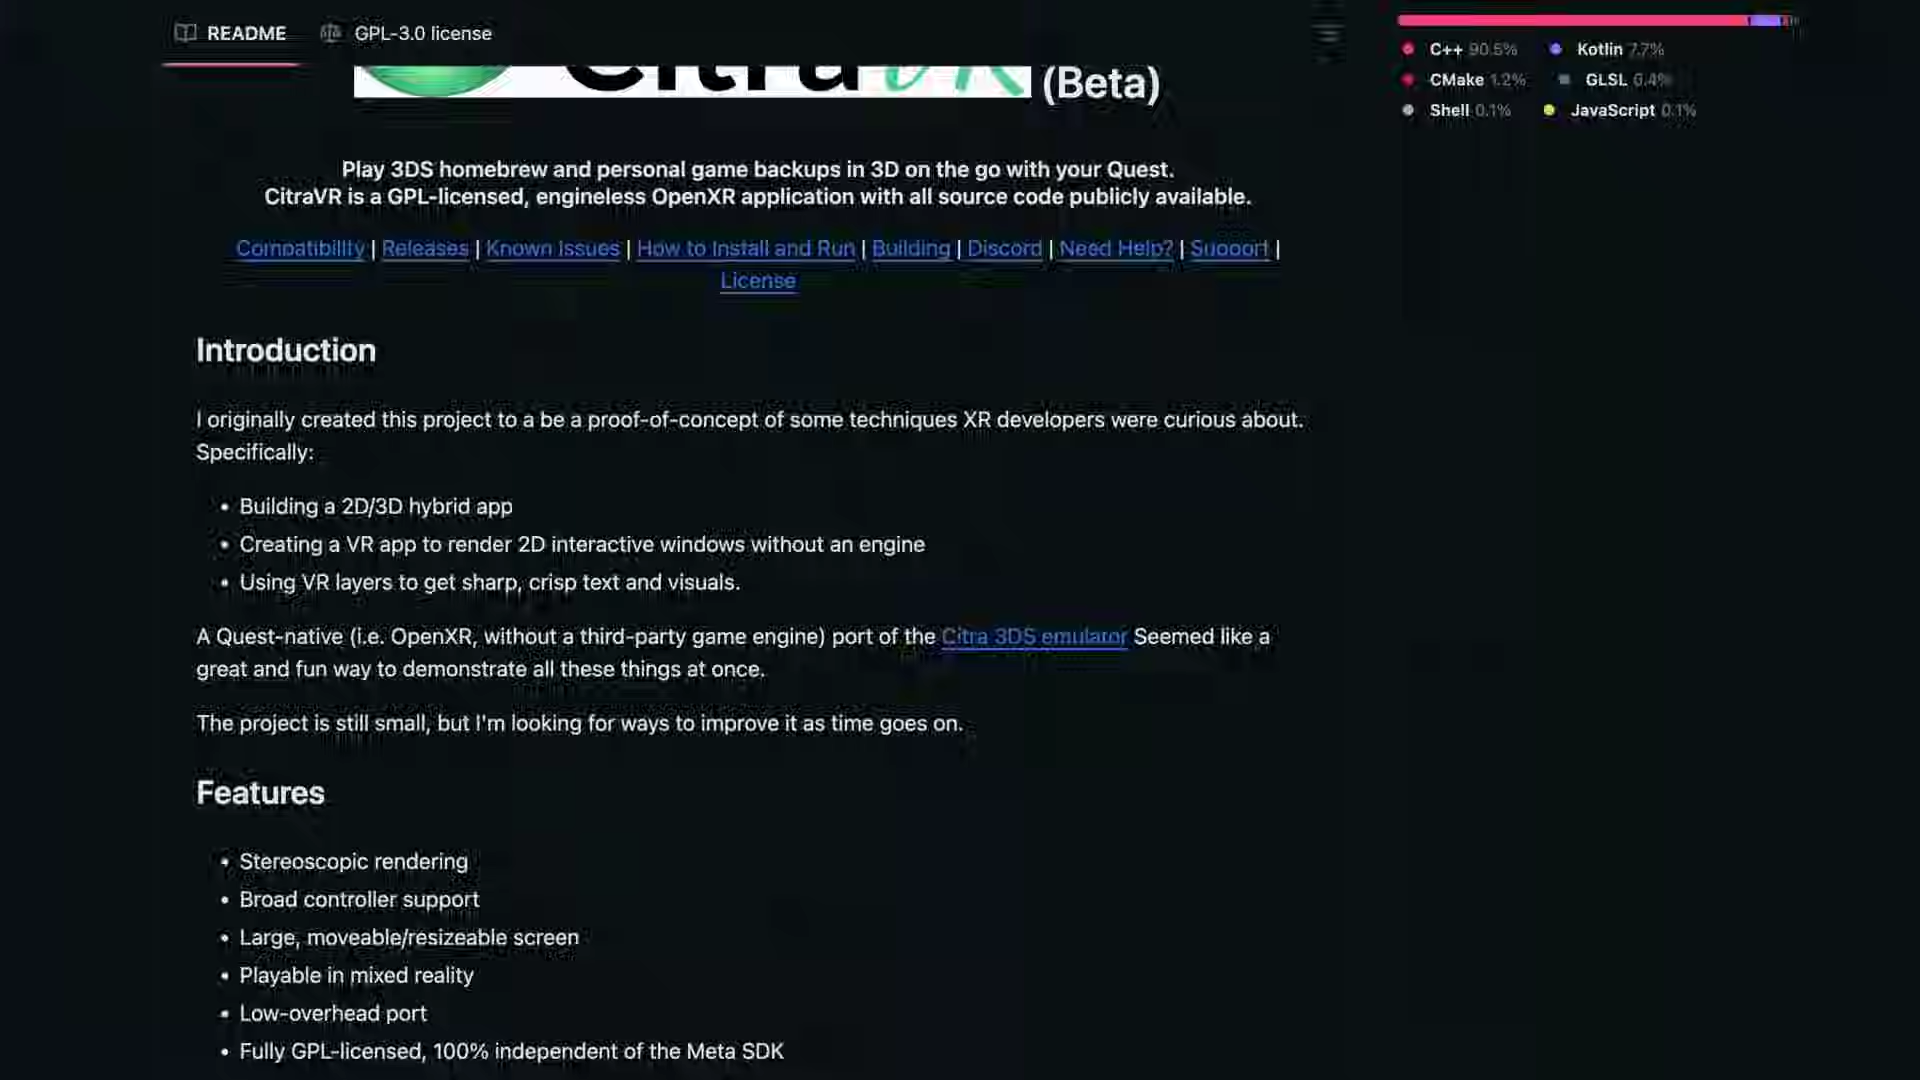 README GPL-3.0 license
CitraVR (Beta)
Play 3DS homebrew and personal game backups in 3D on the go with your Quest.
CitraVR is a GPL-licensed, engineless OpenXR application with all source code publicly available.
Compatibility | Releases | Known Issues | How to Install and Run | Building | Discord | Need Help? | Support |
License
Introduction
I originally created this project to a be a proof-of-concept of some techniques XR developers were curious about.
Specifically:
• Building a 2D/3D hybrid app
• Creating a VR app to render 2D interactive windows without an engine
• Using VR layers to get sharp, crisp text and visuals.
A Quest-native (i.e. OpenXR, without a third-party game engine) port of the Citra 3DS emulator Seemed like a
great and fun way to demonstrate all these things at once.
The project is still small, but I'm looking for ways to improve it as time goes on.
Features
• Stereoscopic rendering
• Broad controller support
• Large, moveable/resizeable screen
• Playable in mixed reality
• Low-overhead port
• Fully GPL-licensed, 100% independent of the Meta SDK
C++ 90.5% Kotlin 7.7%
CMake 1.2% GLSL 0.4%
Shell 0.1% JavaScript 0.1%